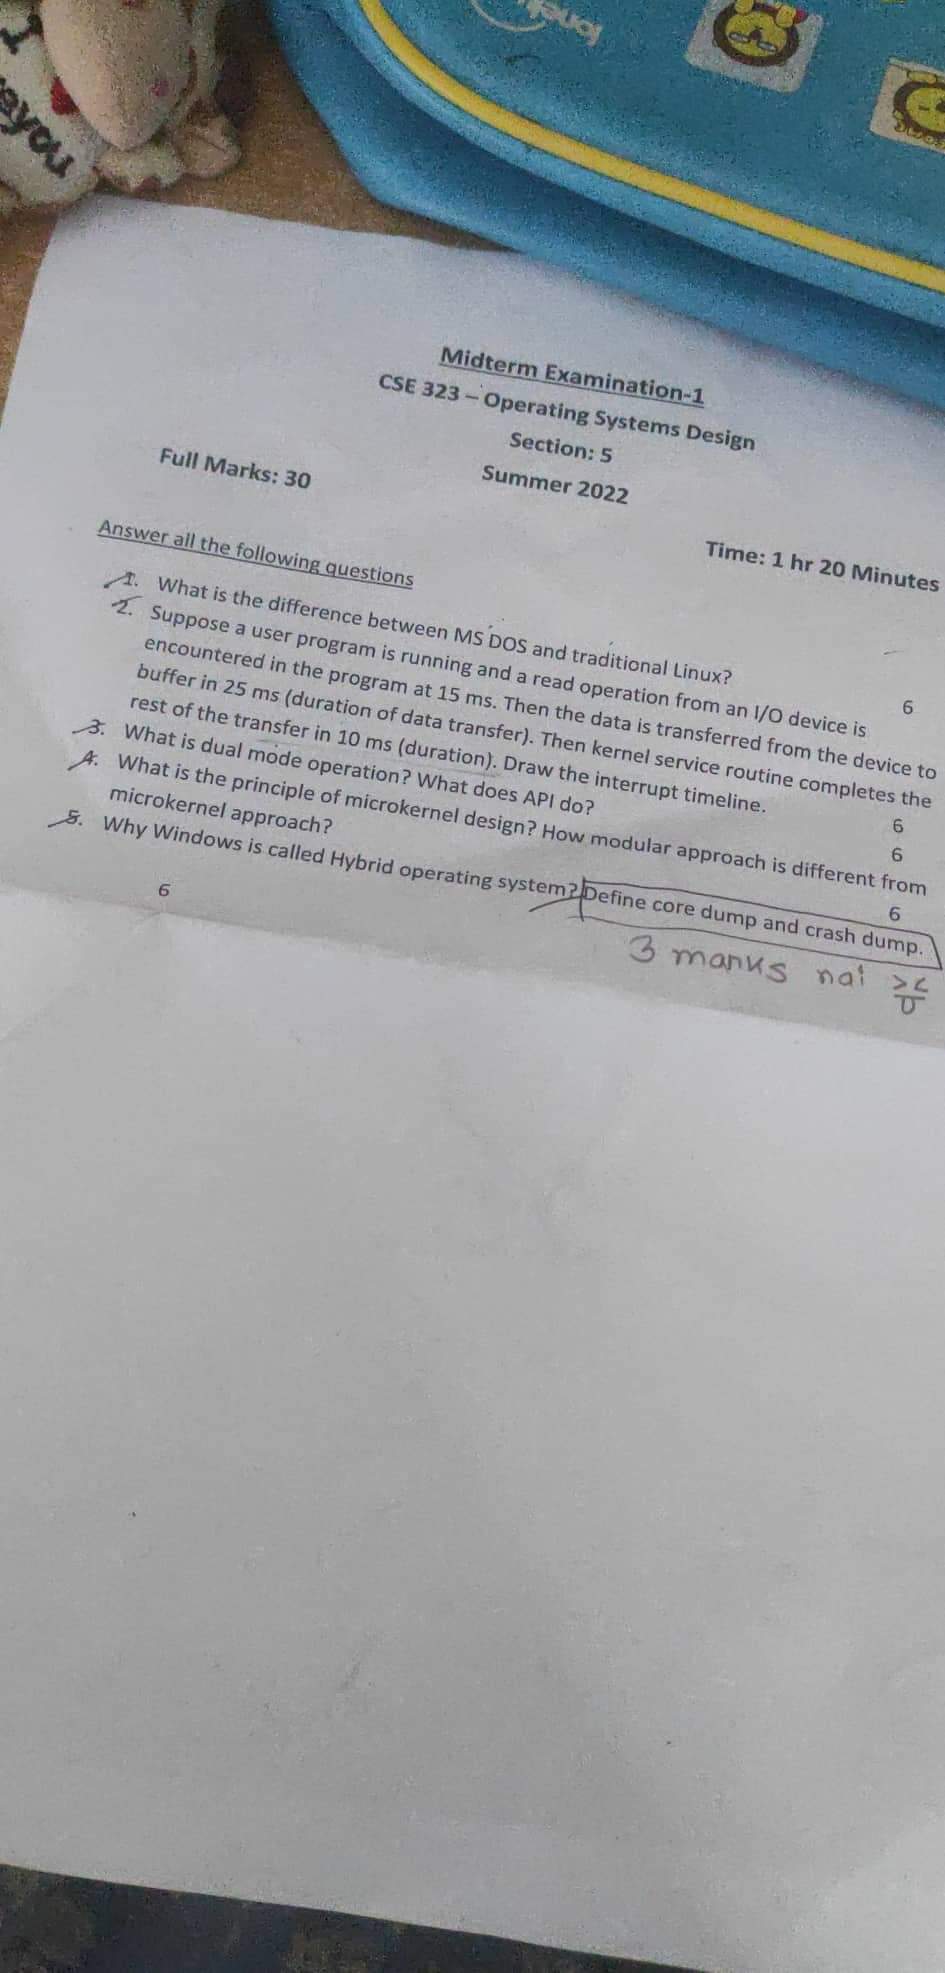 I
Midterm Examination-1
CSE 323 – Operating Systems Design
Section: 5
Summer 2022
Full Marks: 30
Time: 1 hr 20 Minutes
Answer all the following questions
1. What is the difference between MS DOS and traditional Linux?
6
2. Suppose a user program is running and a read operation from an I/O device is
encountered in the program at 15 ms. Then the data is transferred from the device to
buffer in 25 ms (duration of data transfer). Then kernel service routine completes the
rest of the transfer in 10 ms (duration). Draw the interrupt timeline.
6
3. What is dual mode operation? What does API do?
6
4. What is the principle of microkernel design? How modular approach is different from
microkernel approach?
6
5. Why Windows is called Hybrid operating system? Define core dump and crash dump.
6
3 marks nai